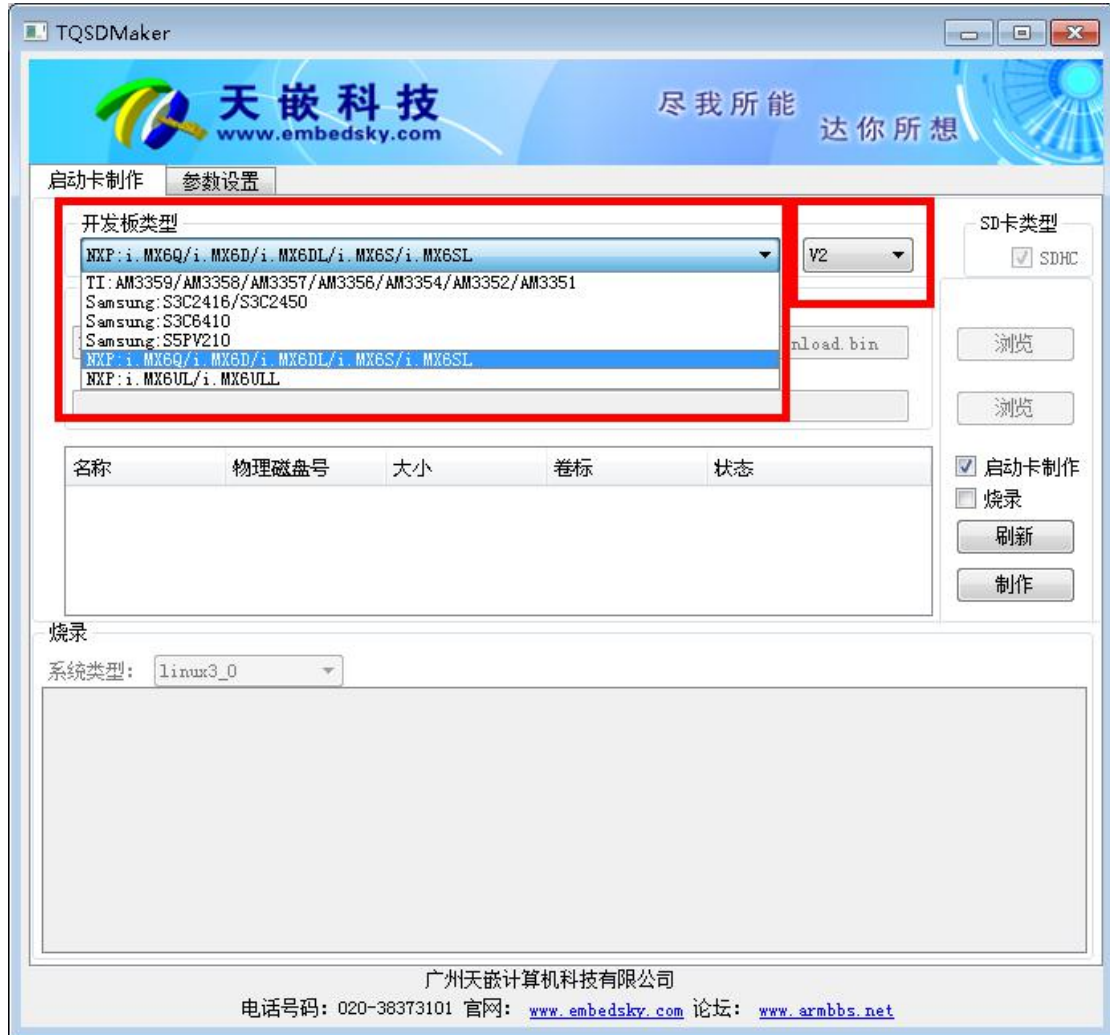 TQSDMaker
天嵌科技
www.embedsky.com
尽我所能
达你所想
启动卡制作 参数设置
开发板类型
NXP:i.MX6Q/i.MX6D/i.MX6DL/i.MX6S/i.MX6SL
V2
SD卡类型
SDHC
TI:AM3359/AM3358/AM3357/AM3356/AM3354/AM3352/AM3351
Samsung:S3C2416/S3C2450
Samsung:S3C6410
Samsung:S5PV210
NXP:i.MX6Q/i.MX6D/i.MX6DL/i.MX6S/i.MX6SL
NXP:i.MX6UL/i.MX6ULL
nload.bin
浏览
浏览
名称 物理磁盘号 大小 卷标 状态
启动卡制作
烧录
刷新
制作
烧录
系统类型: linux3_0
广州天嵌计算机科技有限公司
电话号码: 020-38373101 官网: www.embedsky.com 论坛: www.armbbs.net